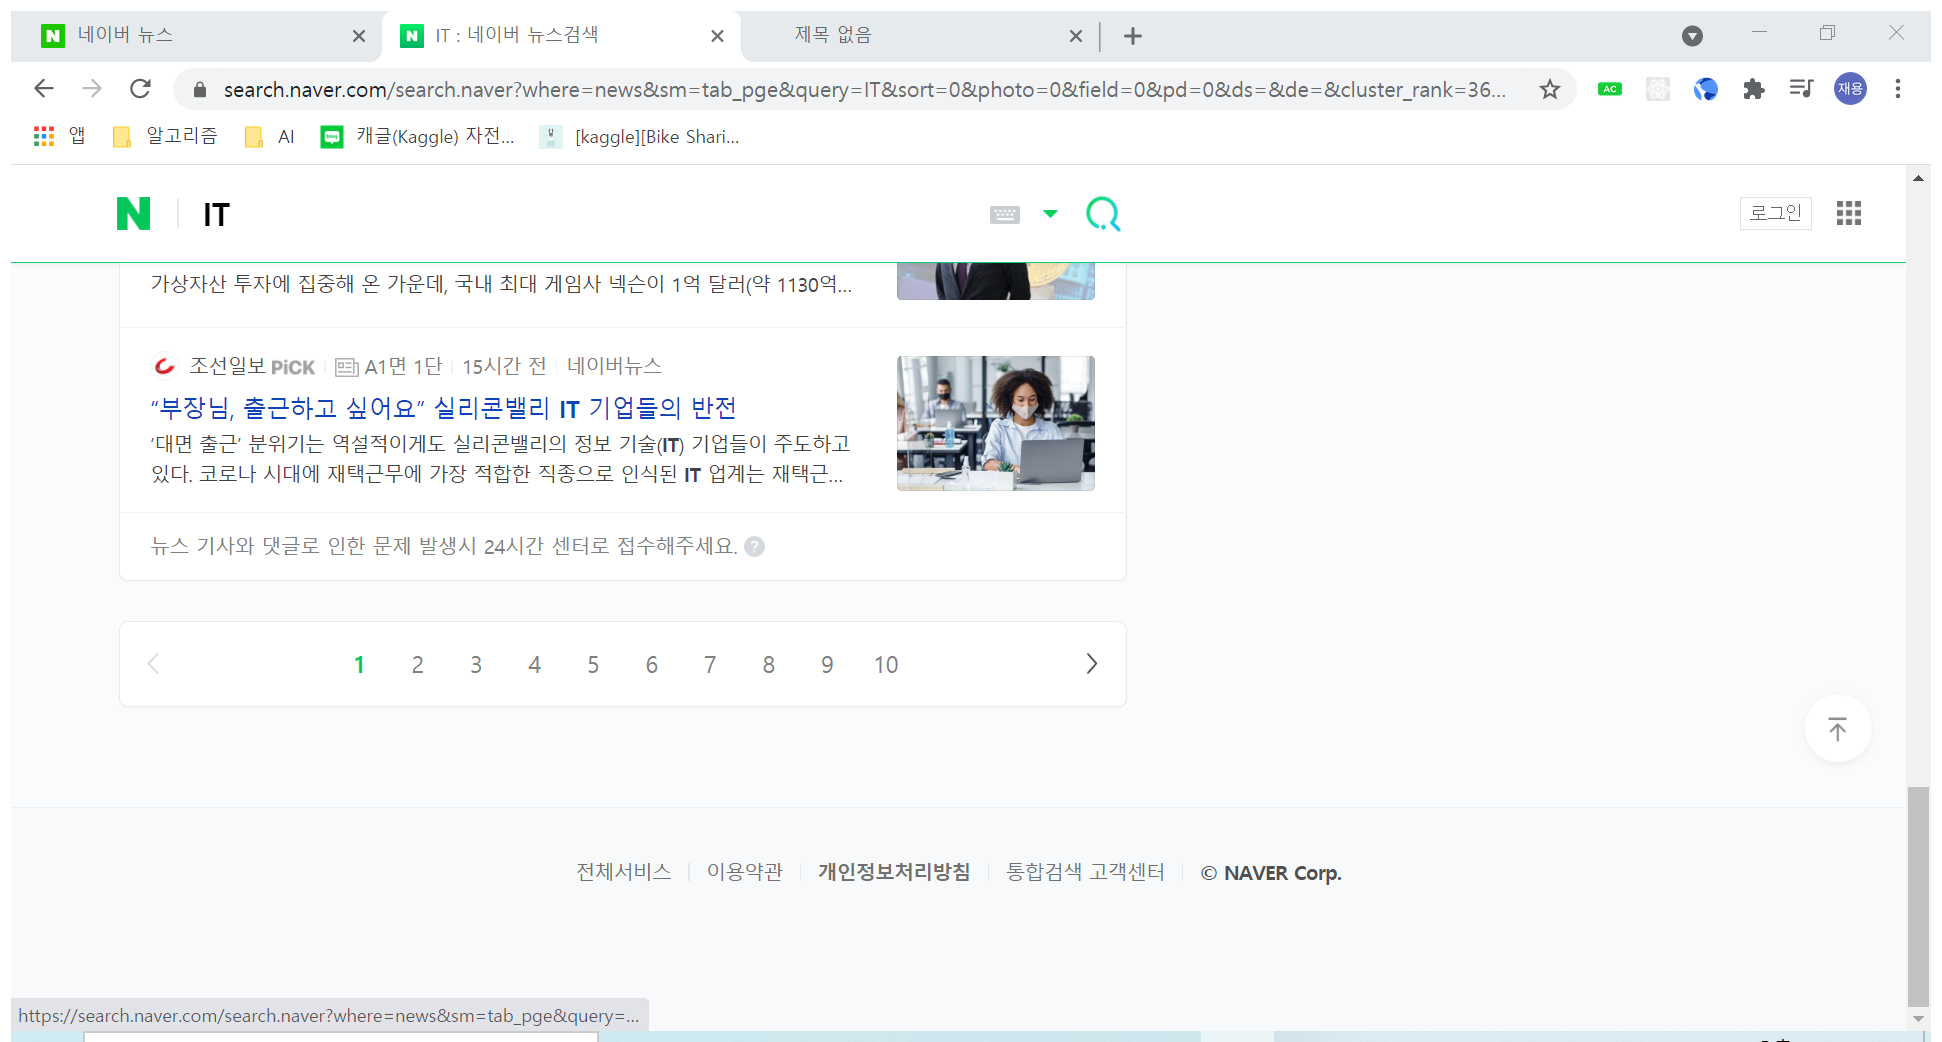 네이버 뉴스
IT : 네이버 뉴스검색
제목 없음
search.naver.com/search.naver?where=news&sm=tab_pge&query=IT&sort=0&photo=0&field=0&pd=0&ds=&de=&cluster_rank=36...
AC
재용
앱
알고리즘
AI
캐글(Kaggle) 자전...
[kaggle][Bike Shari...
N
IT
로그인
가상자산 투자에 집중해 온 가운데, 국내 최대 게임사 넥슨이 1억 달러(약 1130억...
조선일보 PiCK A1면 1단 15시간 전 네이버뉴스
“부장님, 출근하고 싶어요” 실리콘밸리 IT 기업들의 반전
‘대면 출근’ 분위기는 역설적이게도 실리콘밸리의 정보 기술(IT) 기업들이 주도하고
있다. 코로나 시대에 재택근무에 가장 적합한 직종으로 인식된 IT 업계는 재택근...
뉴스 기사와 댓글로 인한 문제 발생시 24시간 센터로 접수해주세요. ?
1 2 3 4 5 6 7 8 9 10
전체서비스 이용약관 개인정보처리방침 통합검색 고객센터 © NAVER Corp.
https://search.naver.com/search.naver?where=news&sm=tab_pge&query=...